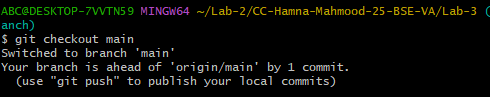 ABC@DESKTOP-7VVTN59 MINGW64 ~/Lab-2/CC-Hamna-Mahmood-25-BSE-VA/Lab-3 (
anch)
$ git checkout main
Switched to branch 'main'
Your branch is ahead of 'origin/main' by 1 commit.
  (use "git push" to publish your local commits)